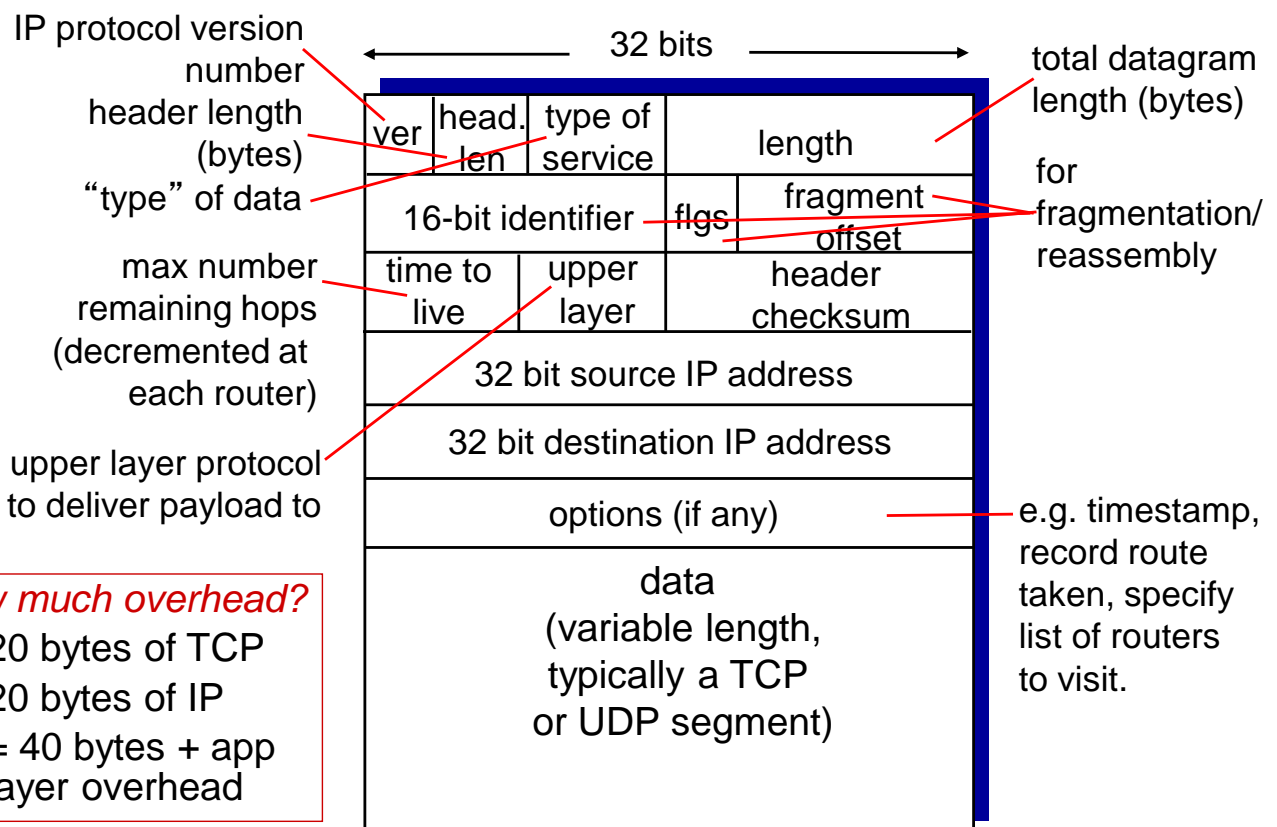 IP protocol version
number
header length
(bytes)
“type” of data
max number
remaining hops
(decremented at
each router)
upper layer protocol
to deliver payload to
much overhead?
20 bytes of TCP
20 bytes of IP
= 40 bytes + app
overhead
32 bits
ver
head.
len
type of
service
length
16-bit identifier
flgs
fragment
offset
time to
live
upper
layer
header
checksum
32 bit source IP address
32 bit destination IP address
options (if any)
data
(variable length,
typically a TCP
or UDP segment)
total datagram
length (bytes)
for
fragmentation/
reassembly
e.g. timestamp,
record route
taken, specify
list of routers
to visit.